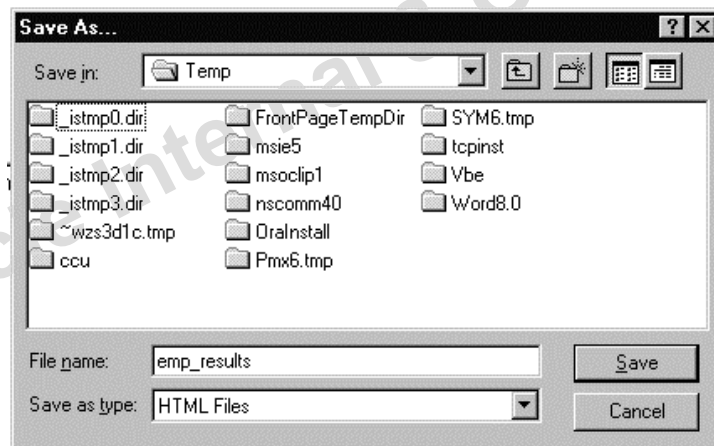 Save As...
Save in: Temp
_istmp0.dir
_istmp1.dir
_istmp2.dir
_istmp3.dir
~wzs3d1c.tmp
ccu
FrontPageTempDir
msie5
msoclip1
nscomm40
OraInstall
Pmx6.tmp
SYM6.tmp
tcpinst
Vbe
Word8.0
File name: emp_results
Save
Save as type: HTML Files
Cancel
Internal